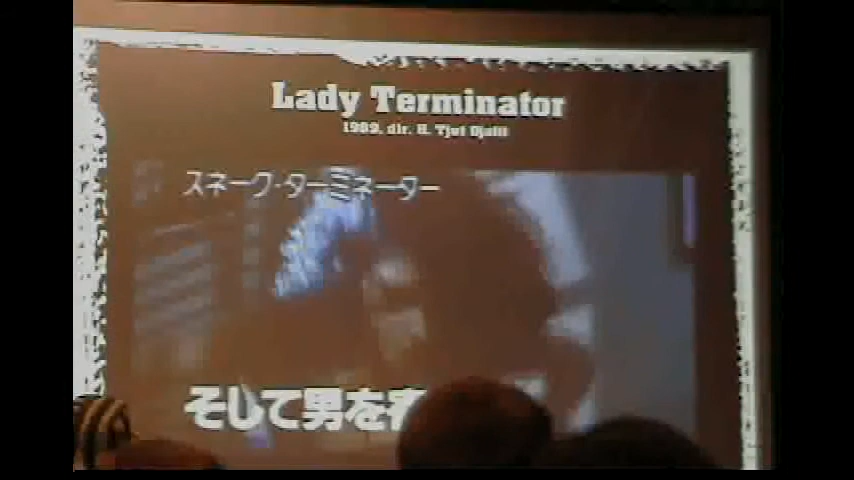 Lady Terminator
1989, dir. H. Tjut Djalil
スネーク・ターミネーター
そして男を